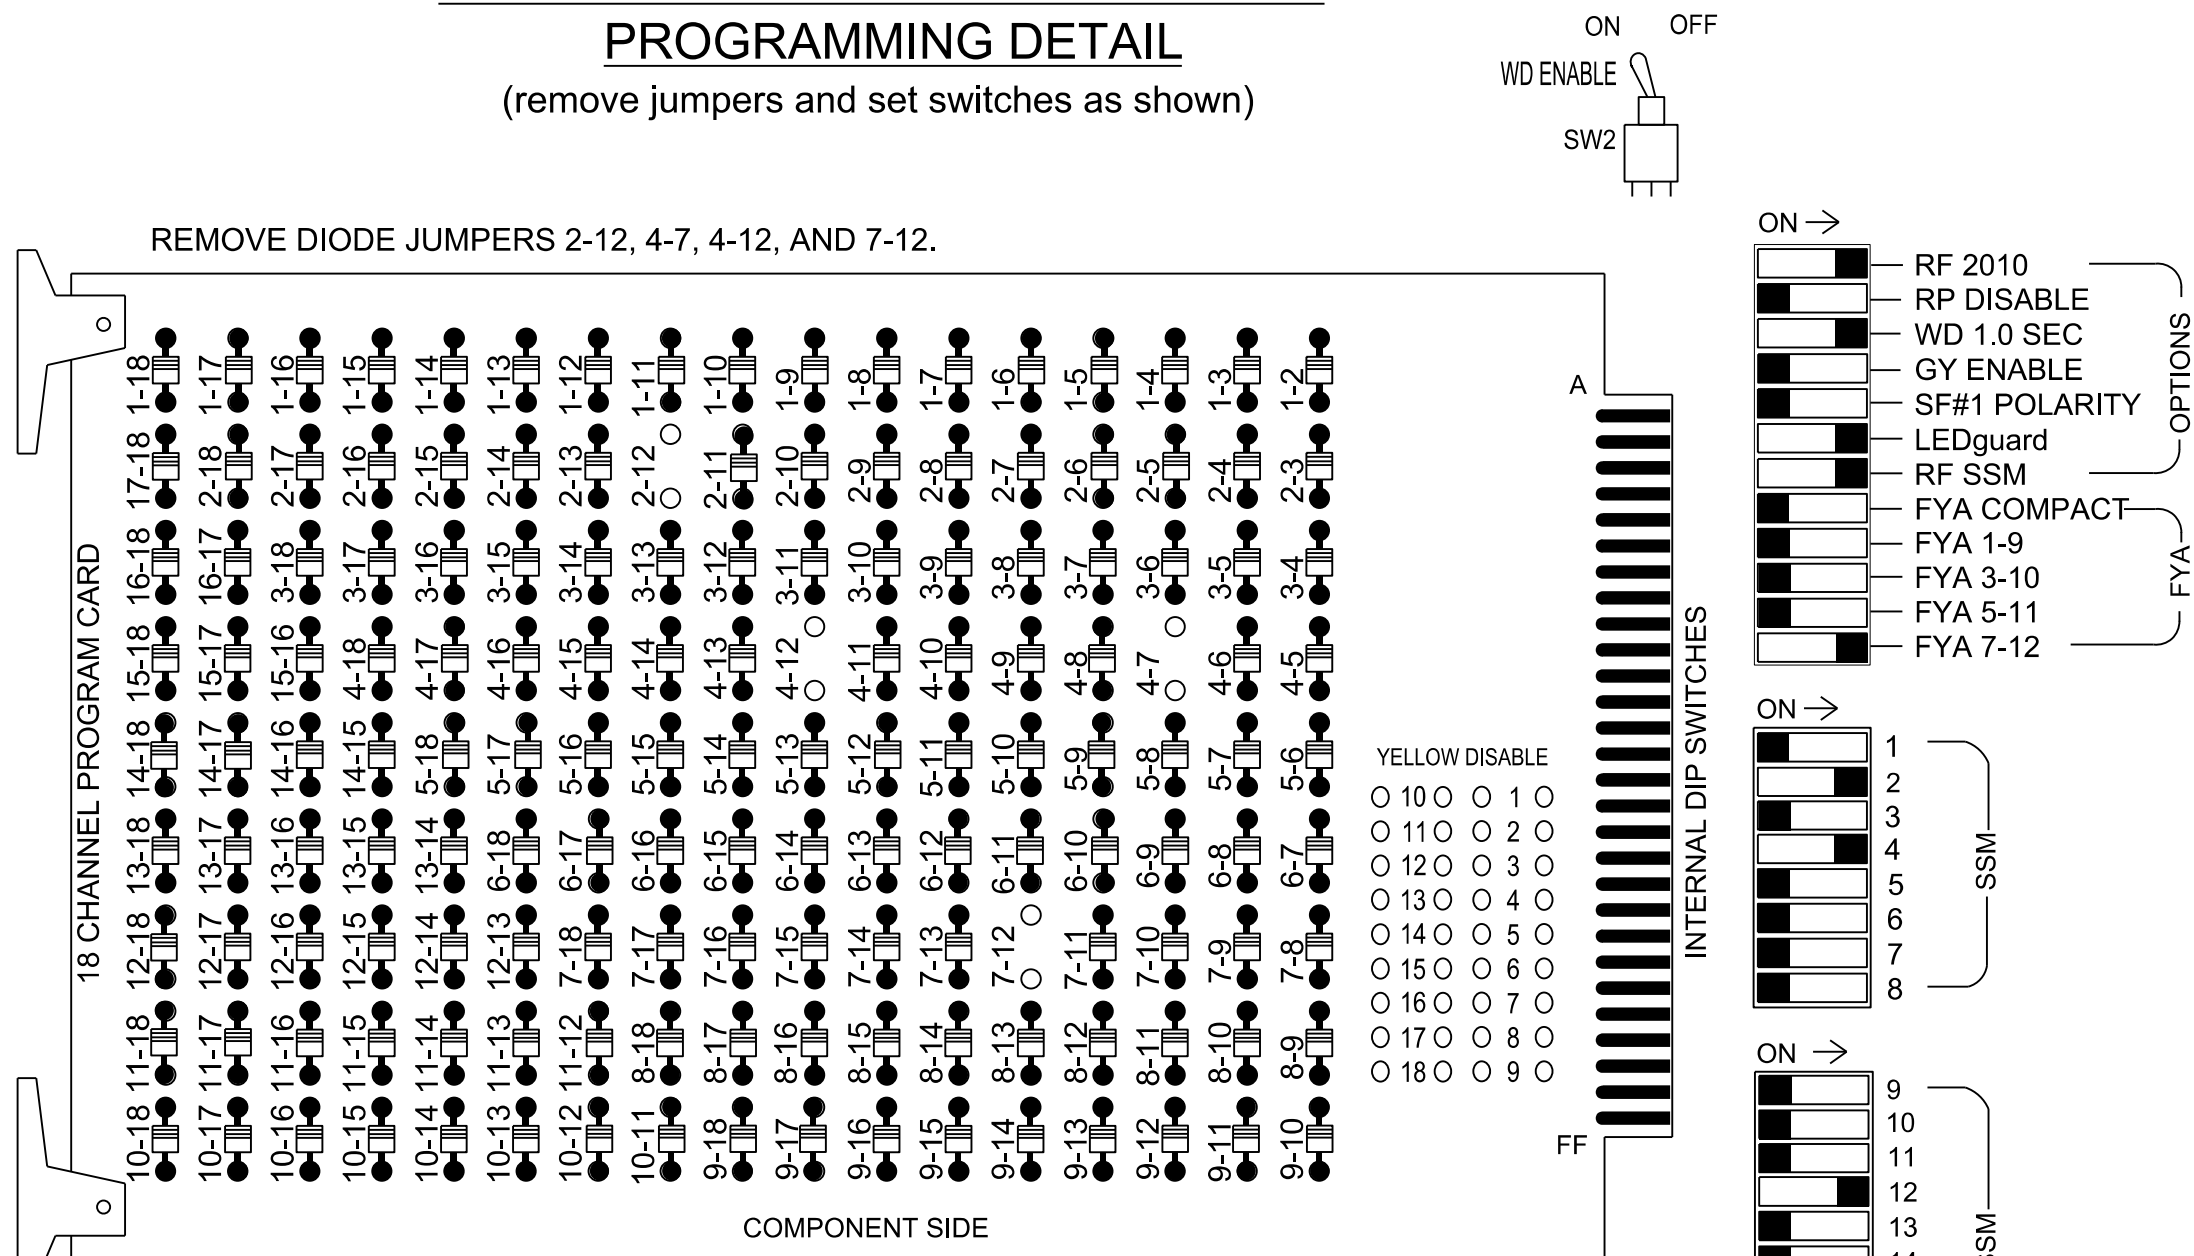 PROGRAMMING DETAIL
(remove jumpers and set switches as shown)
ON OFF
WD ENABLE
SW2
REMOVE DIODE JUMPERS 2-12, 4-7, 4-12, AND 7-12.
18 CHANNEL PROGRAM CARD
1-18 1-17 1-16 1-15 1-14 1-13 1-12 1-11 1-10 1-9 1-8 1-7 1-6 1-5 1-4 1-3 1-2
17-18 2-18 2-17 2-16 2-15 2-14 2-13 2-12 2-11 2-10 2-9 2-8 2-7 2-6 2-5 2-4 2-3
16-18 16-17 3-18 3-17 3-16 3-15 3-14 3-13 3-12 3-11 3-10 3-9 3-8 3-7 3-6 3-5 3-4
15-18 15-17 15-16 4-18 4-17 4-16 4-15 4-14 4-13 4-12 4-11 4-10 4-9 4-8 4-7 4-6 4-5
14-18 14-17 14-16 14-15 5-18 5-17 5-16 5-15 5-14 5-13 5-12 5-11 5-10 5-9 5-8 5-7 5-6
13-18 13-17 13-16 13-15 13-14 6-18 6-17 6-16 6-15 6-14 6-13 6-12 6-11 6-10 6-9 6-8 6-7
12-18 12-17 12-16 12-15 12-14 12-13 7-18 7-17 7-16 7-15 7-14 7-13 7-12 7-11 7-10 7-9 7-8
11-18 11-17 11-16 11-15 11-14 11-13 11-12 8-18 8-17 8-16 8-15 8-14 8-13 8-12 8-11 8-10 8-9
10-18 10-17 10-16 10-15 10-14 10-13 10-12 10-11 9-18 9-17 9-16 9-15 9-14 9-13 9-12 9-11 9-10
COMPONENT SIDE
YELLOW DISABLE
10 1
11 2
12 3
13 4
14 5
15 6
16 7
17 8
18 9
A
FF
INTERNAL DIP SWITCHES
ON
RF 2010
RP DISABLE
WD 1.0 SEC
GY ENABLE
SF#1 POLARITY
LEDguard
RF SSM
OPTIONS
FYA COMPACT
FYA 1-9
FYA 3-10
FYA 5-11
FYA 7-12
FYA
ON
1
2
3
4
5
6
7
8
SSM
ON
9
10
11
12
13